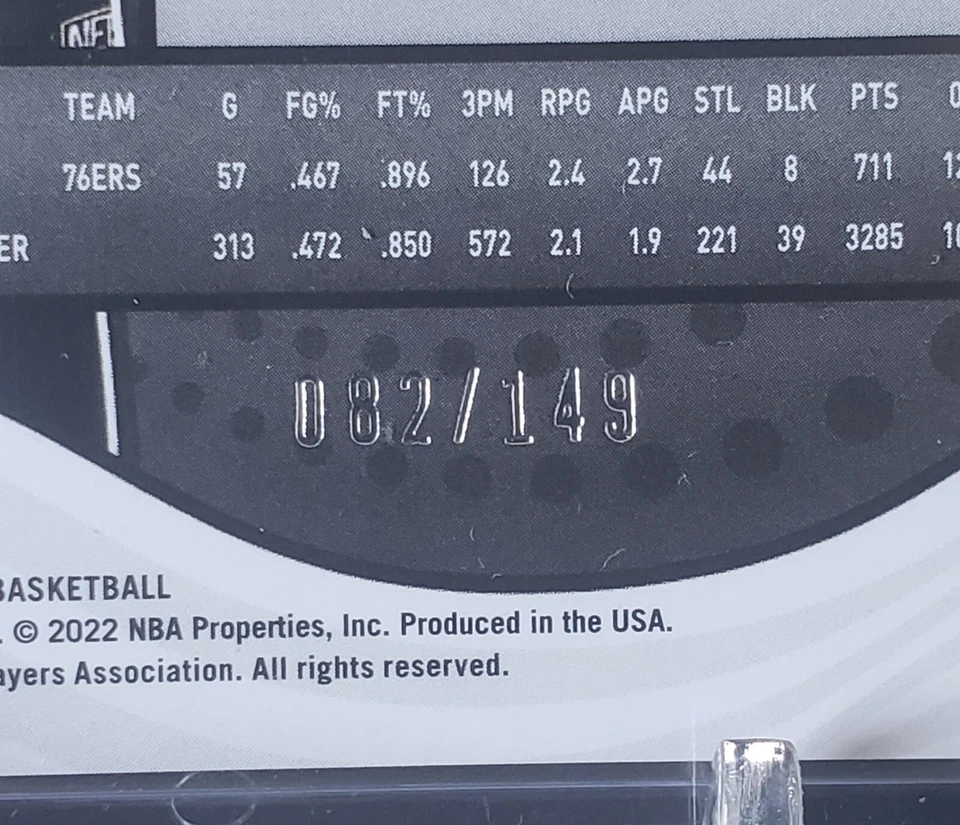 TEAM G FG% FT% 3PM RPG APG STL BLK PTS
76ERS 57 .467 .896 126 2.4 2.7 44 8 711
ER 313 .472 .850 572 2.1 1.9 221 39 3285
082/149
BASKETBALL
. © 2022 NBA Properties, Inc. Produced in the USA.
ayers Association. All rights reserved.